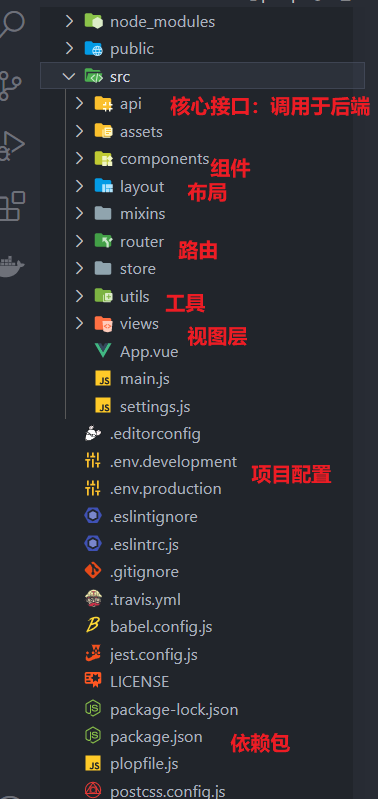 node_modules
public
src
api 核心接口：调用于后端
assets
components 组件
layout 布局
mixins
router 路由
store
utils 工具
views 视图层
App.vue
main.js
settings.js
.editorconfig
.env.development 项目配置
.env.production
.eslintignore
.eslintrc.js
.gitignore
.travis.yml
babel.config.js
jest.config.js
LICENSE
package-lock.json
package.json 依赖包
plopfile.js
postcss.config.js